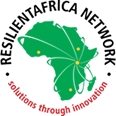 RESILIENTAFRICA NETWORK
• solutions through innovation •